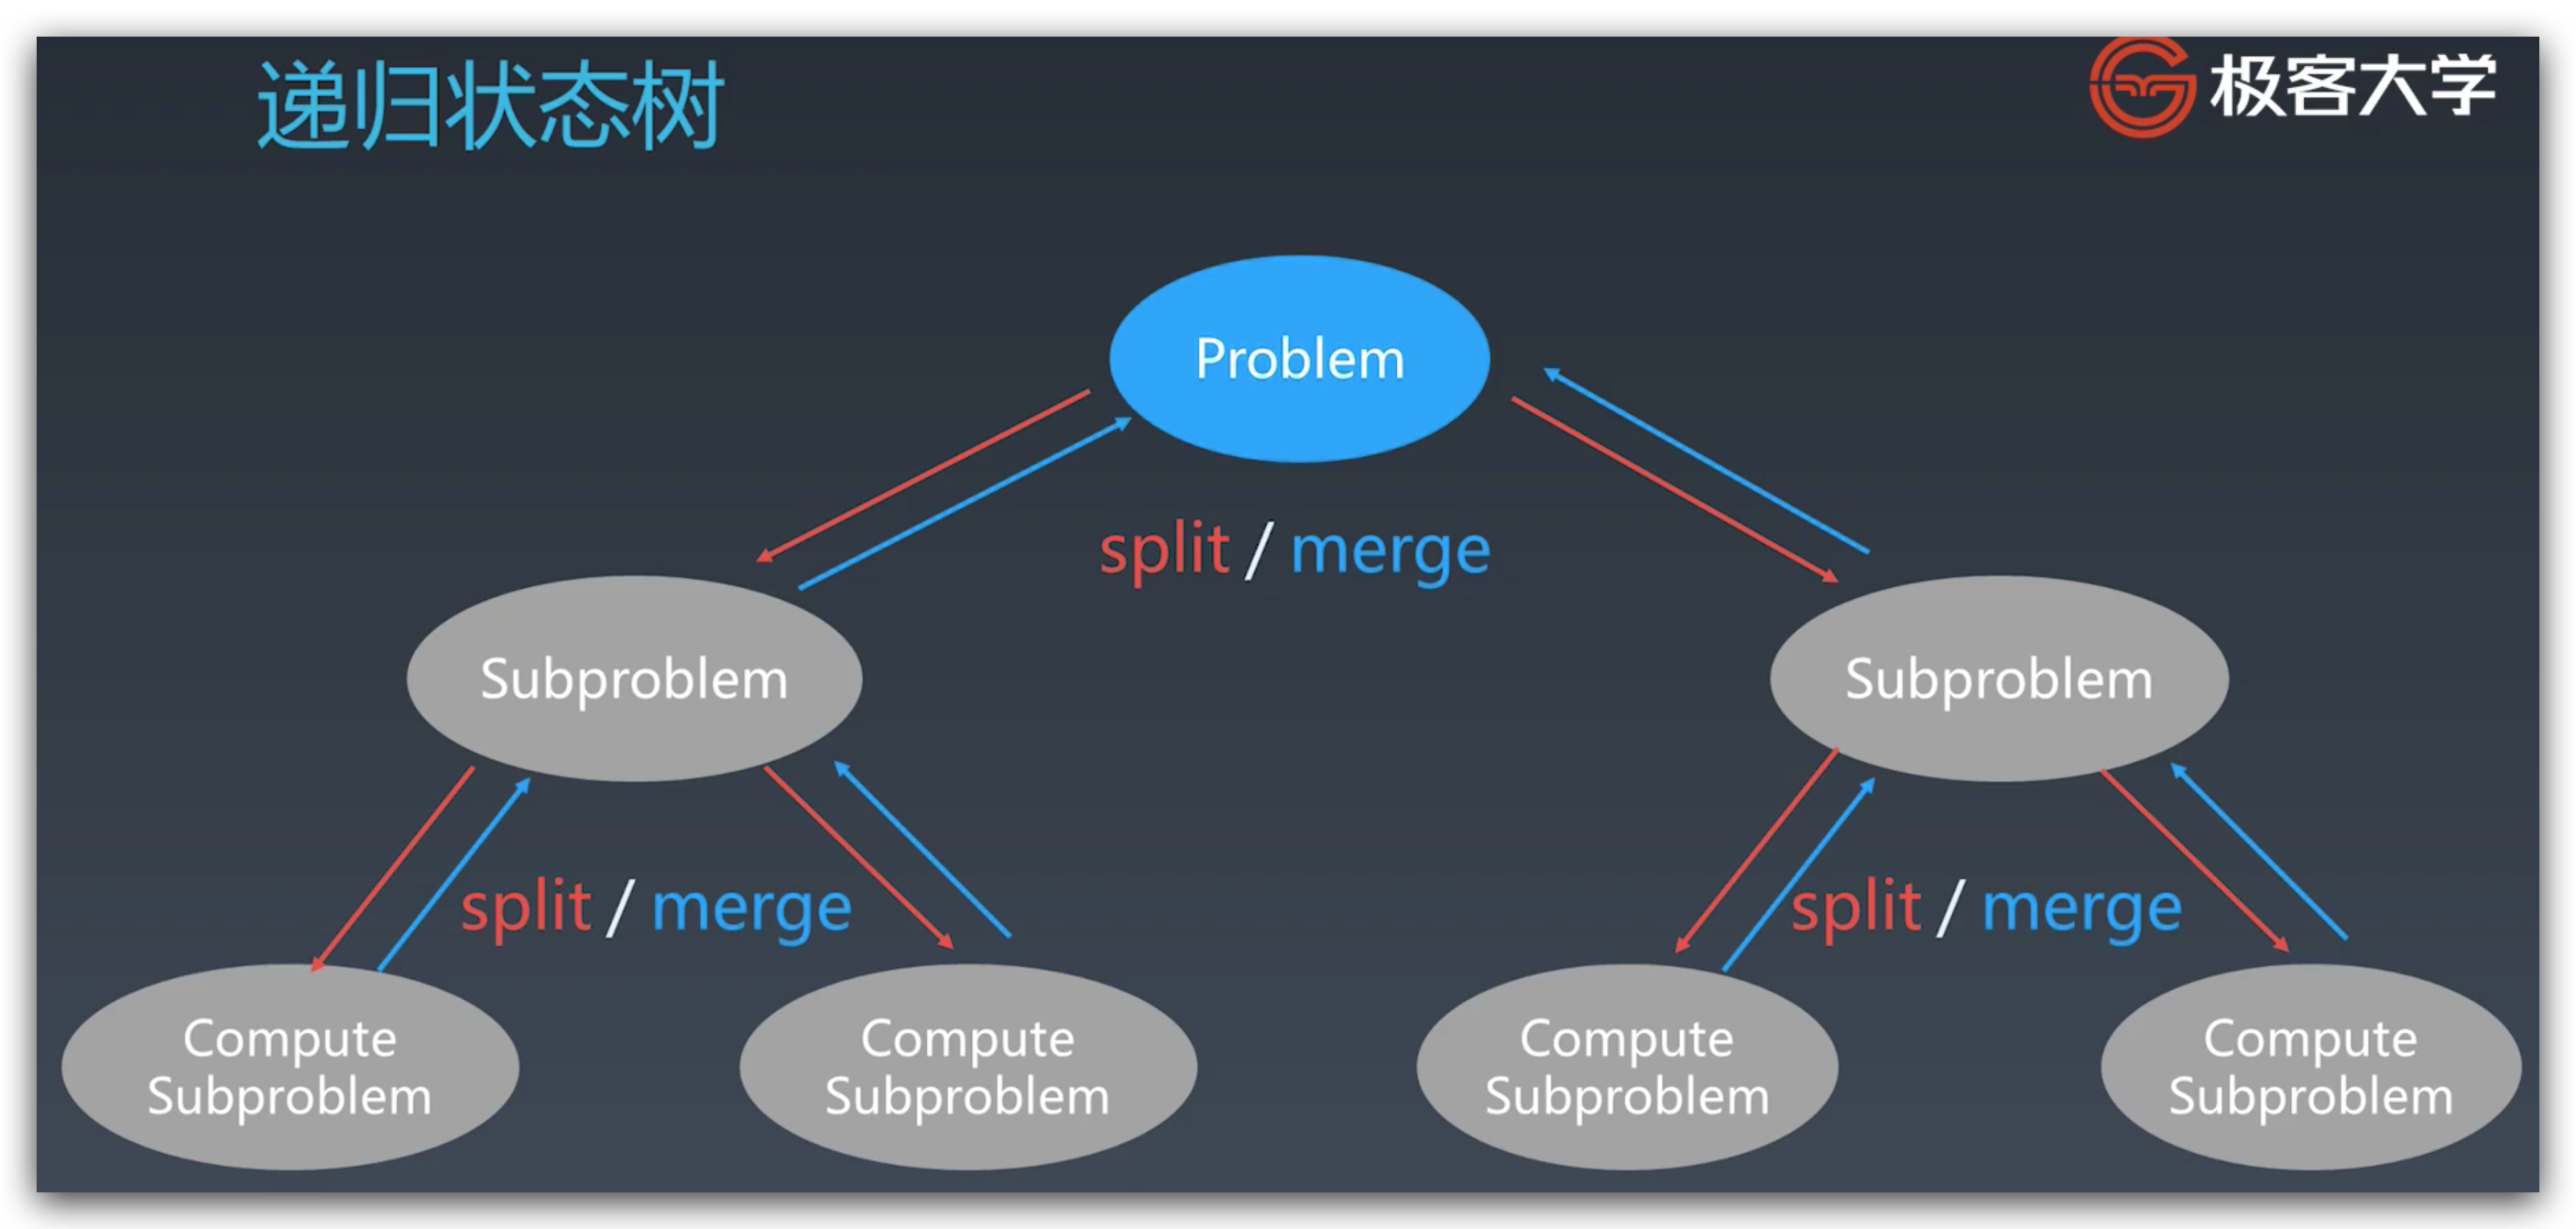 递归状态树
极客大学
Problem
split / merge
Subproblem
Subproblem
split / merge
split / merge
Compute
Subproblem
Compute
Subproblem
Compute
Subproblem
Compute
Subproblem